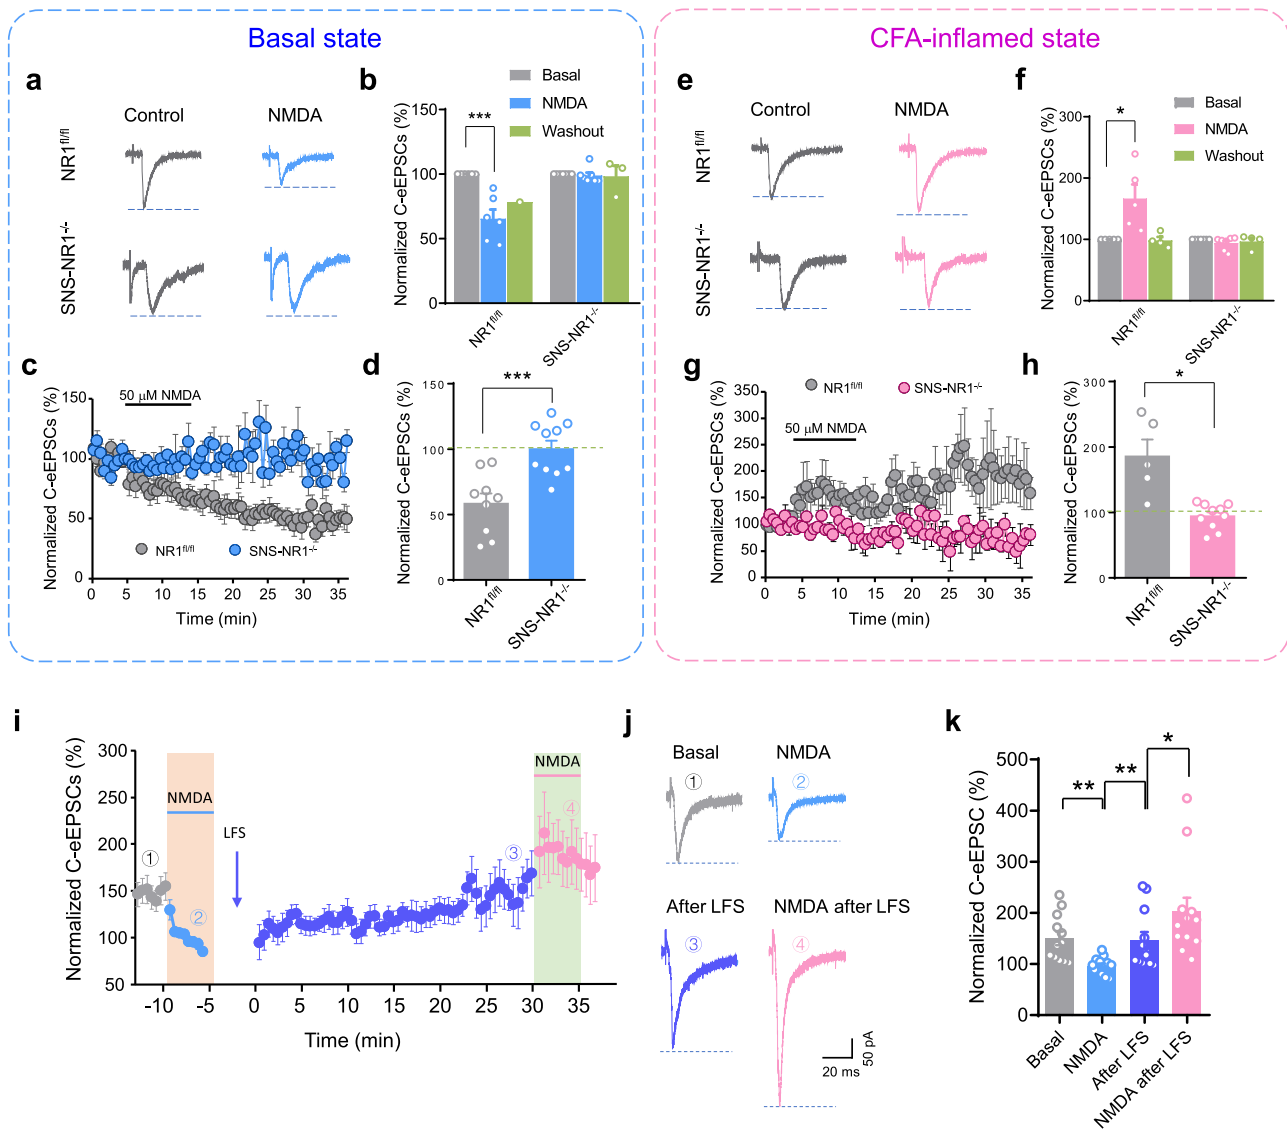 Basal state
CFA-inflamed state
a
Control
NMDA
NR1fl/fl
SNS-NR1-/-
b
Basal
NMDA
Washout
Normalized C-eEPSCs (%)
150
100
50
0
***
NR1fl/fl
SNS-NR1-/-
c
50 µM NMDA
Normalized C-eEPSCs (%)
150
100
50
0
NR1fl/fl
SNS-NR1-/-
0 5 10 15 20 25 30 35
Time (min)
d
***
Normalized C-eEPSCs (%)
150
100
50
0
NR1fl/fl
SNS-NR1-/-
e
Control
NMDA
NR1fl/fl
SNS-NR1-/-
f
Basal
NMDA
Washout
Normalized C-eEPSCs (%)
300
200
100
0
*
NR1fl/fl
SNS-NR1-/-
g
NR1fl/fl
SNS-NR1-/-
50 µM NMDA
Normalized C-eEPSCs (%)
350
300
250
200
150
100
50
0
0 5 10 15 20 25 30 35
Time (min)
h
*
Normalized C-eEPSCs (%)
300
200
100
0
NR1fl/fl
SNS-NR1-/-
i
Normalized C-eEPSCs (%)
300
250
200
150
100
50
NMDA
LFS
NMDA
①
②
③
④
-10 -5 0 5 10 15 20 25 30 35
Time (min)
j
Basal
①
NMDA
②
After LFS
③
NMDA after LFS
④
50 pA
20 ms
k
Normalized C-eEPSC (%)
500
400
300
200
100
0
**
**
*
Basal
NMDA
After LFS
NMDA after LFS